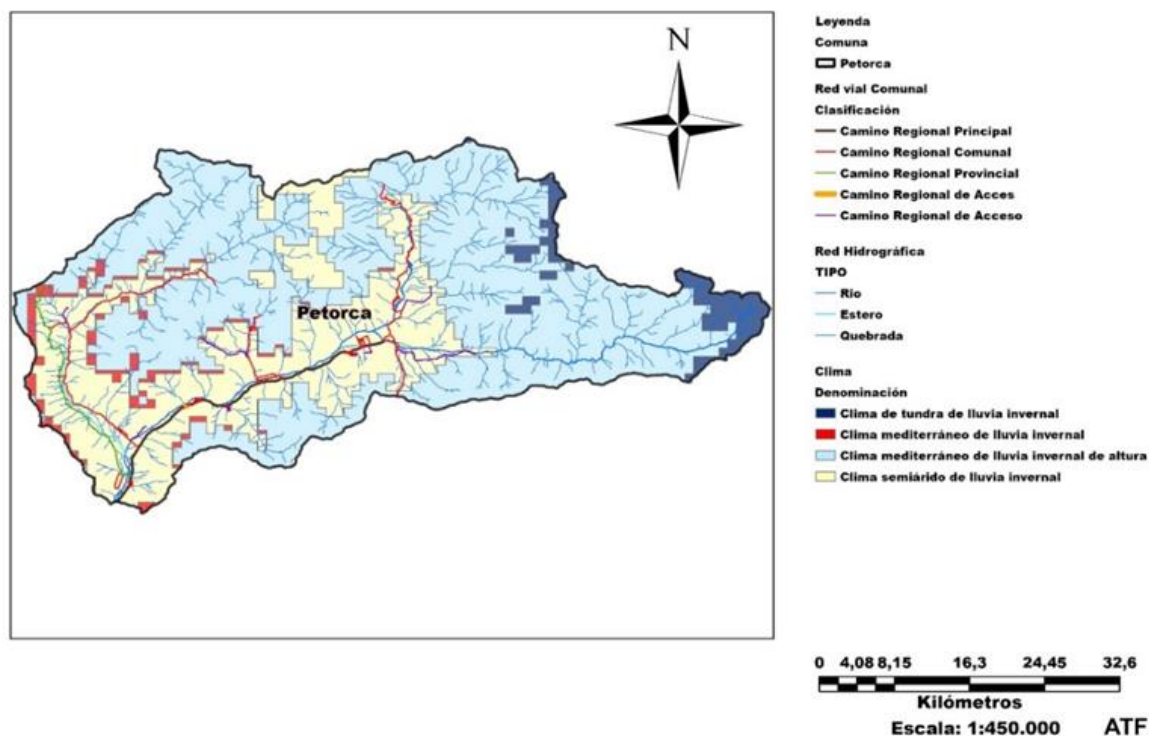 N
Petorca
Leyenda
Comuna
Petorca
Red vial Comunal
Clasificación
Camino Regional Principal
Camino Regional Comunal
Camino Regional Provincial
Camino Regional de Acces
Camino Regional de Acceso
Red Hidrográfica
TIPO
Río
Estero
Quebrada
Clima
Denominación
Clima de tundra de lluvia invernal
Clima mediterráneo de lluvia invernal
Clima mediterráneo de lluvia invernal de altura
Clima semiárido de lluvia invernal
0 4,08 8,15 16,3 24,45 32,6
Kilómetros
Escala: 1:450.000 ATF